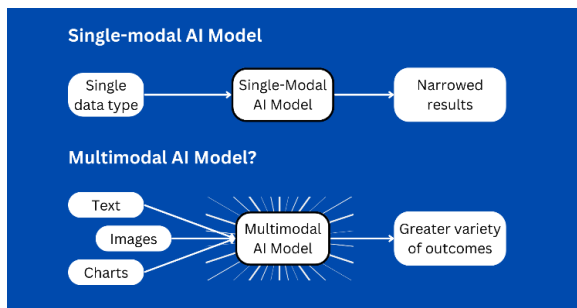 Single-modal AI Model
Single
data type
Single-Modal
AI Model
Narrowed
results
Multimodal AI Model?
Text
Images
Charts
Multimodal
AI Model
Greater variety
of outcomes